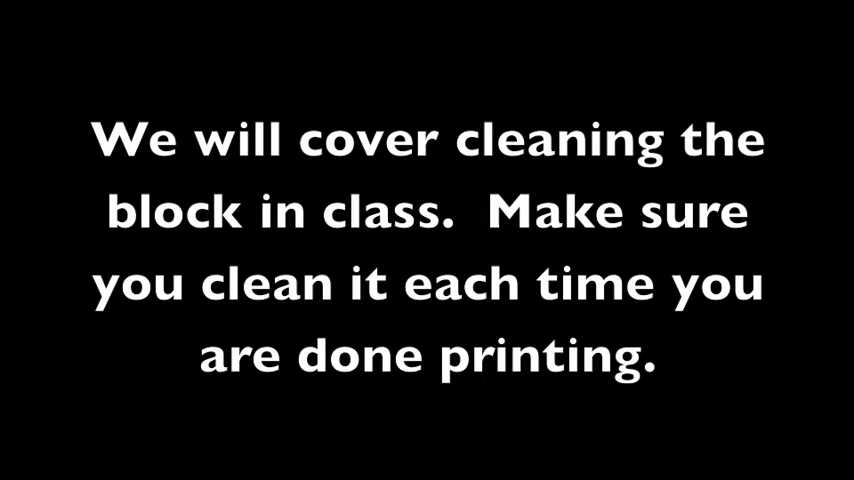 We will cover cleaning the
block in class.  Make sure
you clean it each time you
are done printing.